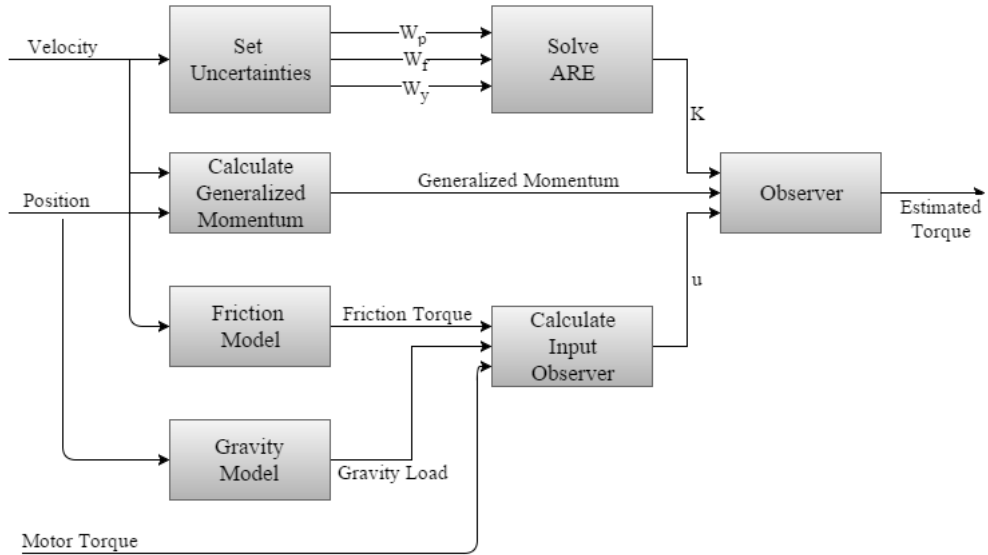 Velocity
Set
Uncertainties
W_p
W_f
W_y
Solve
ARE
K
Position
Calculate
Generalized
Momentum
Generalized Momentum
Observer
Estimated
Torque
u
Friction
Model
Friction Torque
Calculate
Input
Observer
Gravity
Model
Gravity Load
Motor Torque